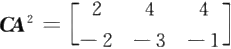 CA² = [ 2 4 4
−2 −3 −1 ]